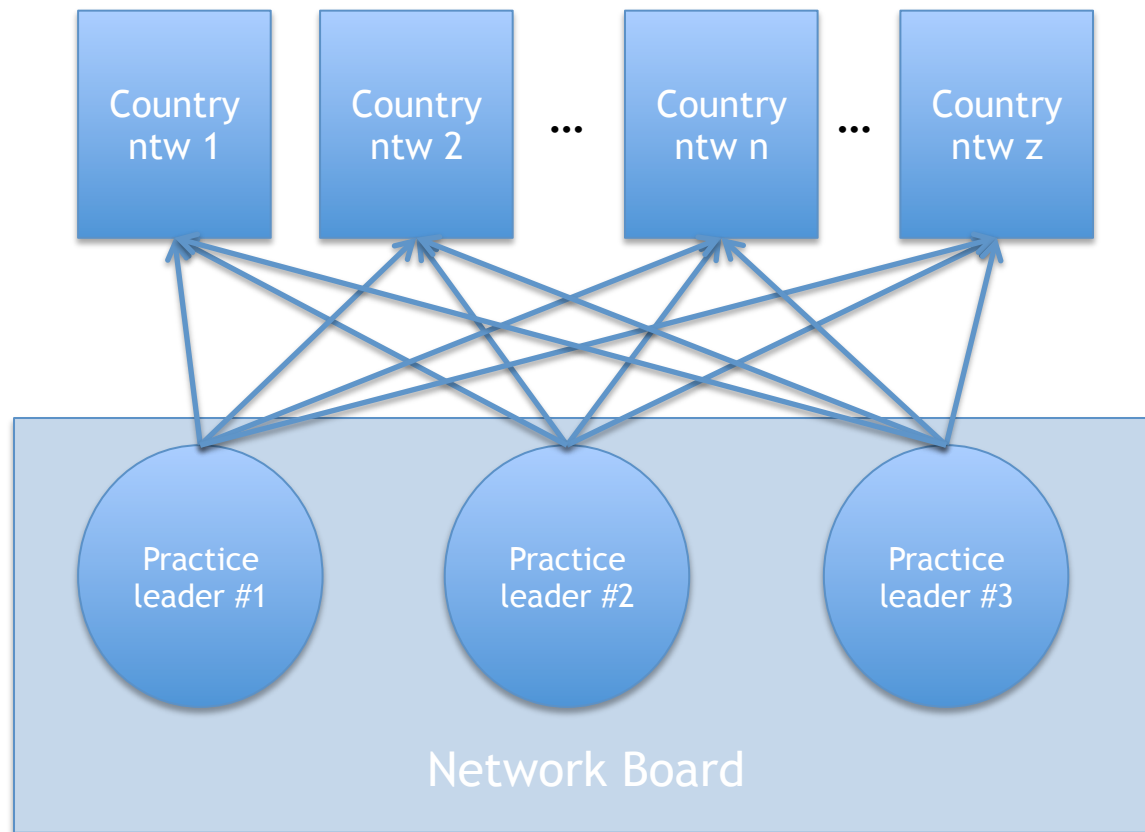 Country
ntw 1
Country
ntw 2
...
Country
ntw n
...
Country
ntw z
Practice
leader #1
Practice
leader #2
Practice
leader #3
Network Board